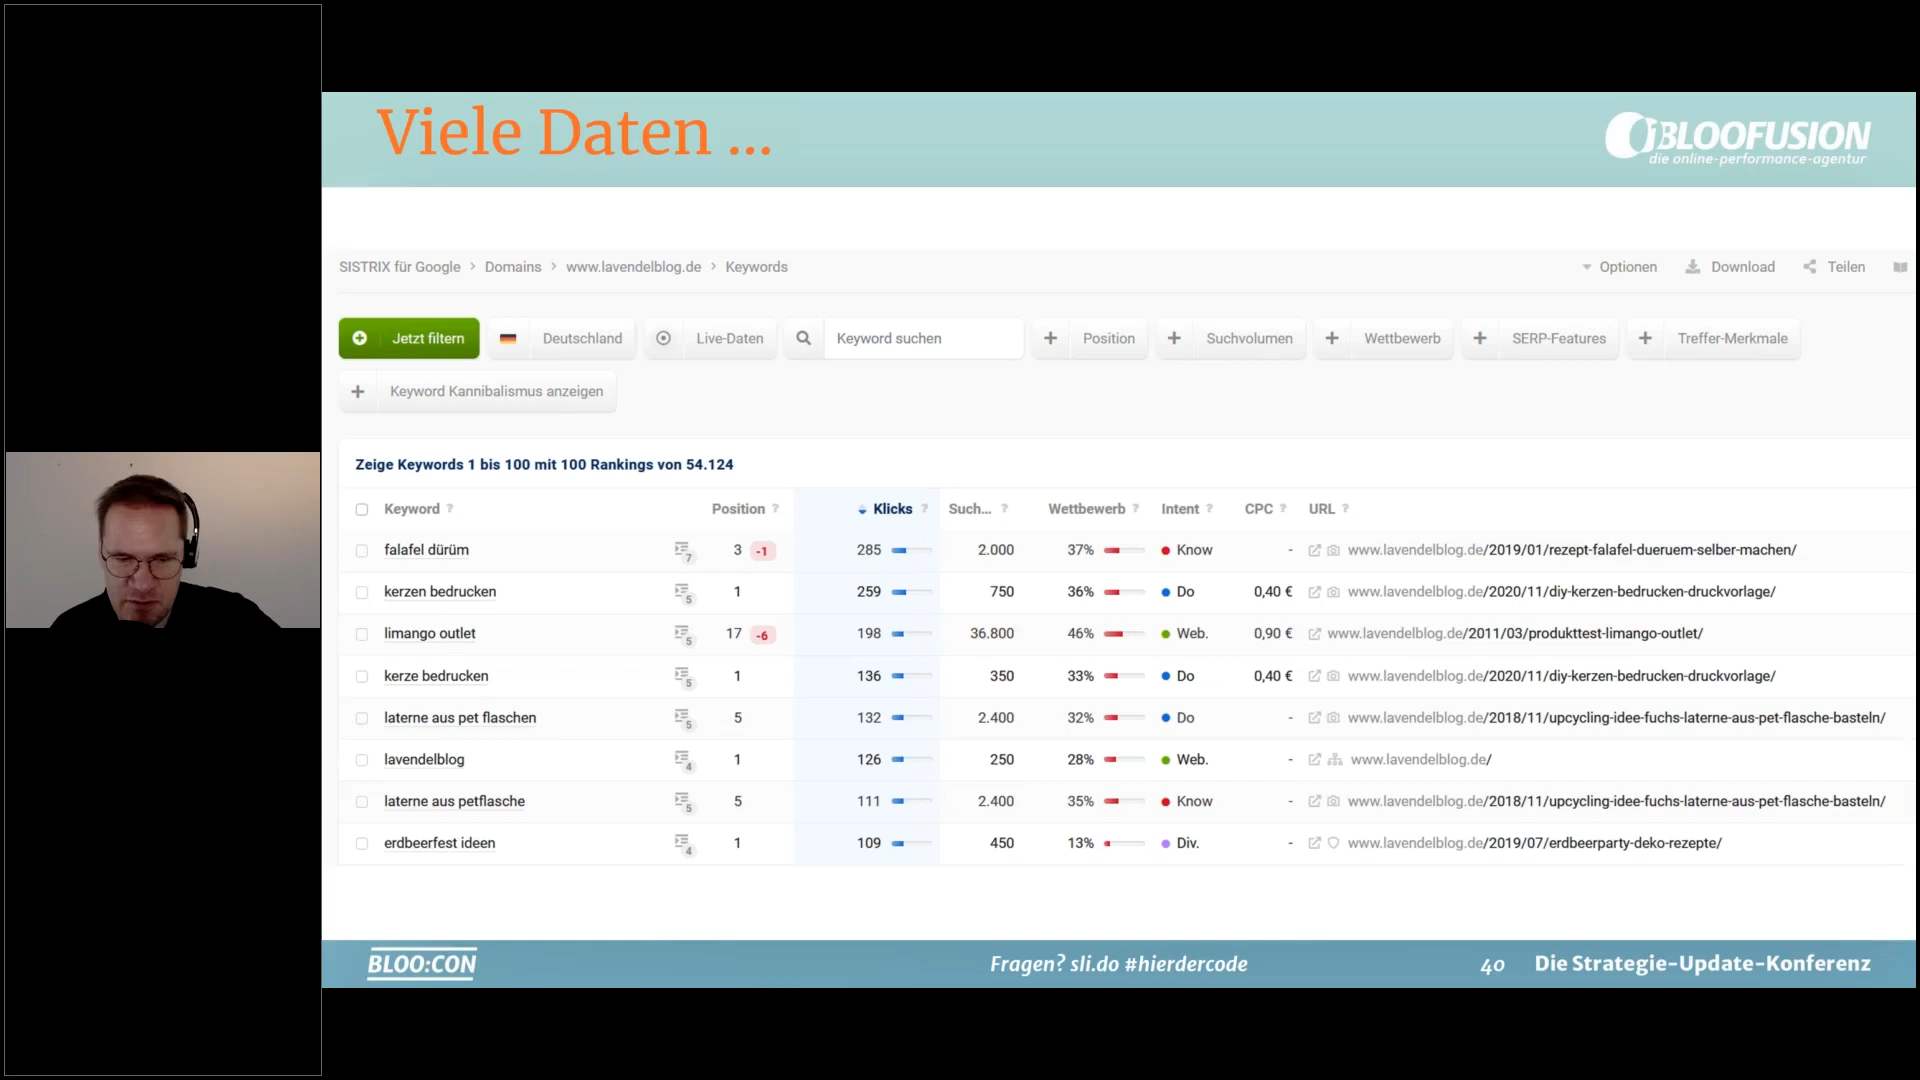 Viele Daten ...
BLOOFUSION
die online-performance-agentur
SISTRIX für Google > Domains > www.lavendelblog.de > Keywords
Optionen Download Teilen
Jetzt filtern Deutschland Live-Daten Keyword suchen + Position + Suchvolumen + Wettbewerb + SERP-Features + Treffer-Merkmale
+ Keyword Kannibalismus anzeigen
Zeige Keywords 1 bis 100 mit 100 Rankings von 54.124
Keyword ? Position ? Klicks ? Such... ? Wettbewerb ? Intent ? CPC ? URL ?
falafel dürüm 7 3 -1 285 2.000 37% Know - www.lavendelblog.de/2019/01/rezept-falafel-dueruem-selber-machen/
kerzen bedrucken 5 1 259 750 36% Do 0,40 € www.lavendelblog.de/2020/11/diy-kerzen-bedrucken-druckvorlage/
limango outlet 5 17 -6 198 36.800 46% Web. 0,90 € www.lavendelblog.de/2011/03/produkttest-limango-outlet/
kerze bedrucken 5 1 136 350 33% Do 0,40 € www.lavendelblog.de/2020/11/diy-kerzen-bedrucken-druckvorlage/
laterne aus pet flaschen 5 5 132 2.400 32% Do - www.lavendelblog.de/2018/11/upcycling-idee-fuchs-laterne-aus-pet-flasche-basteln/
lavendelblog 4 1 126 250 28% Web. - www.lavendelblog.de/
laterne aus petflasche 5 5 111 2.400 35% Know - www.lavendelblog.de/2018/11/upcycling-idee-fuchs-laterne-aus-pet-flasche-basteln/
erdbeerfest ideen 4 1 109 450 13% Div. - www.lavendelblog.de/2019/07/erdbeerparty-deko-rezepte/
BLOO:CON Fragen? sli.do #hierdercode 40 Die Strategie-Update-Konferenz